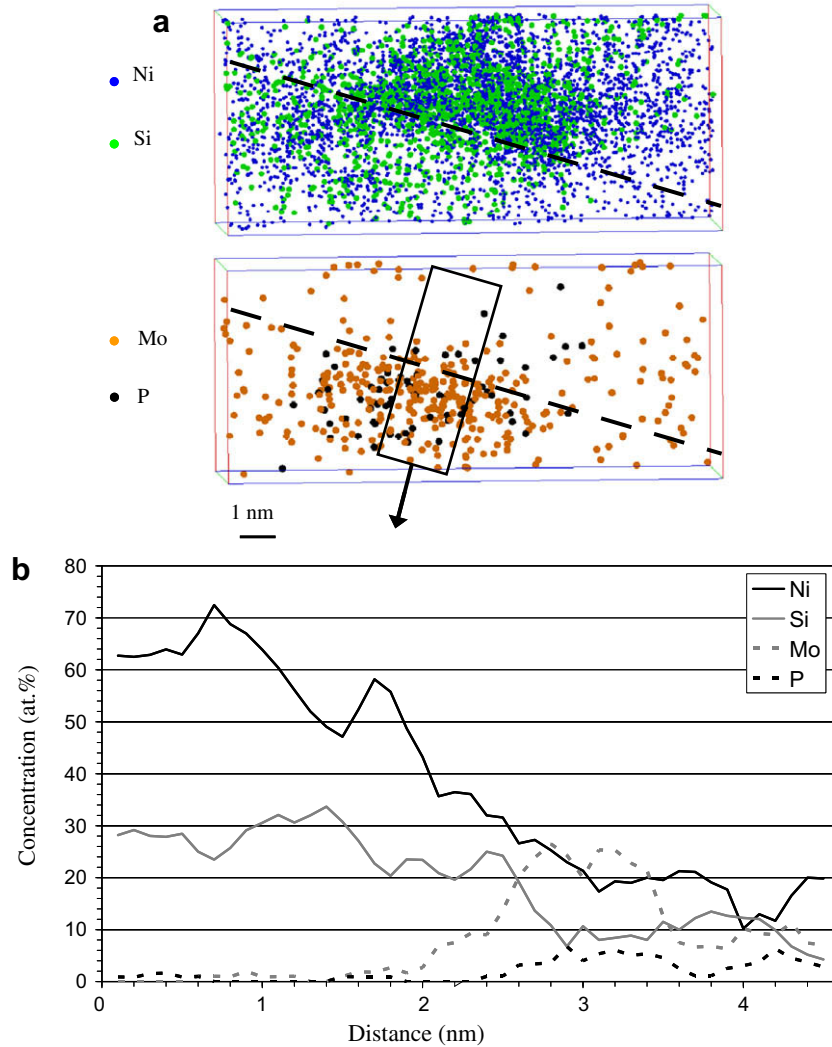 a
Ni
Si
Mo
P
1 nm
b
80
70
60
50
40
30
20
10
0
Concentration (at.%)
Ni
Si
Mo
P
0 1 2 3 4
Distance (nm)